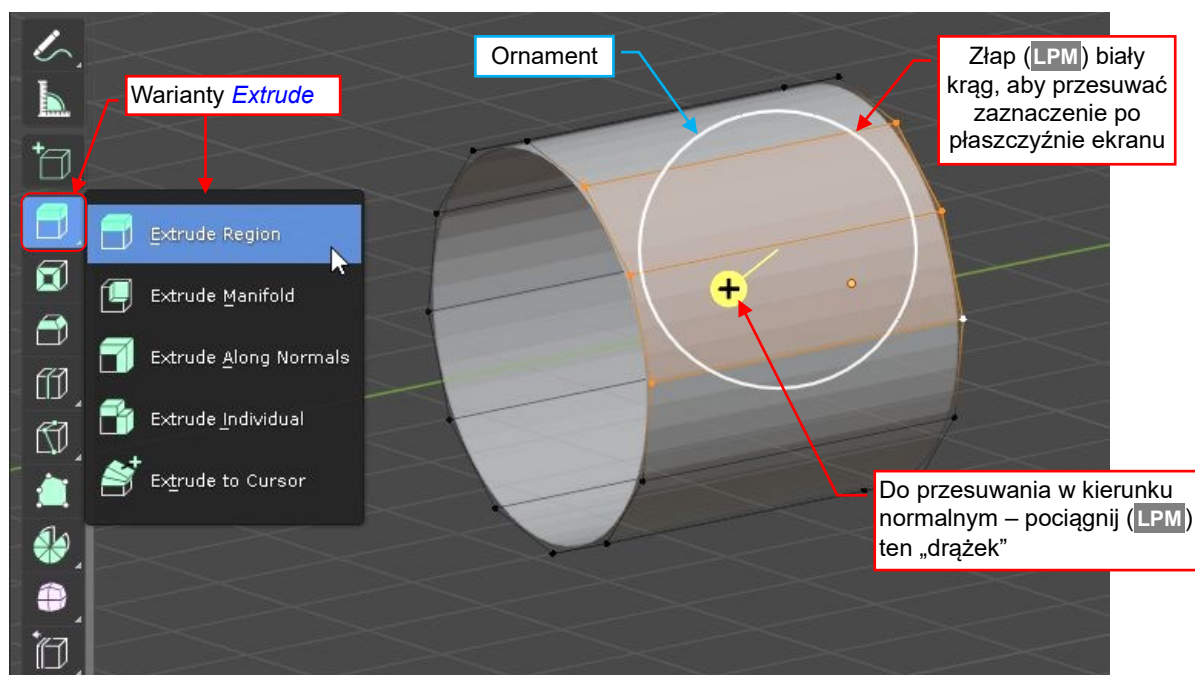 Ornament
Złap (LPM) biały
krąg, aby przesuwać
zaznaczenie po
płaszczyźnie ekranu
Warianty Extrude
Extrude Region
Extrude Manifold
Extrude Along Normals
Extrude Individual
Extrude to Cursor
Do przesuwania w kierunku
normalnym – pociągnij (LPM)
ten „drążek”